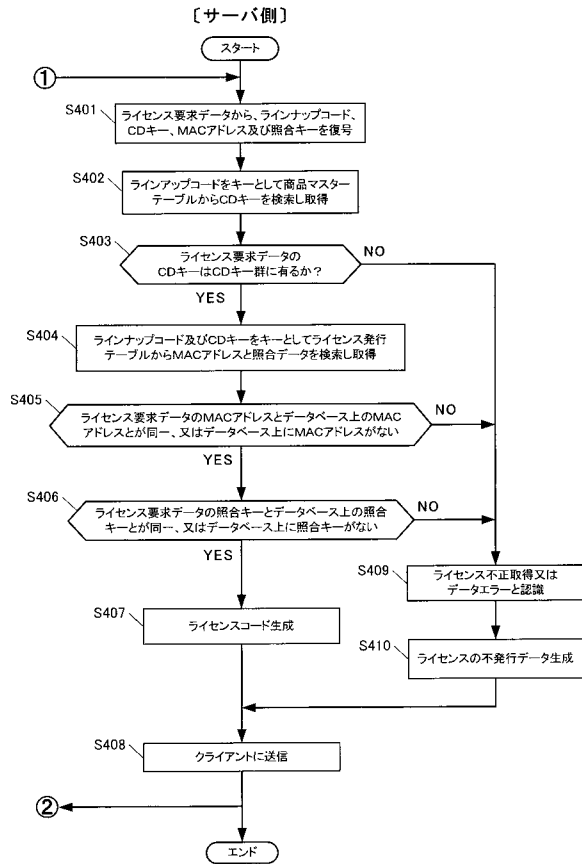 〔サーバ側〕
スタート
①
S401
ライセンス要求データから、ラインナップコード、
CDキー、MACアドレス及び照合キーを復号
S402
ラインアップコードをキーとして商品マスター
テーブルからCDキーを検索し取得
S403
ライセンス要求データの
CDキーはCDキー群に有るか?
NO
YES
S404
ラインナップコード及びCDキーをキーとしてライセンス発行
テーブルからMACアドレスと照合データを検索し取得
S405
ライセンス要求データのMACアドレスとデータベース上のMAC
アドレスとが同一、又はデータベース上にMACアドレスがない
NO
YES
S406
ライセンス要求データの照合キーとデータベース上の照合
キーとが同一、又はデータベース上に照合キーがない
NO
YES
S409
ライセンス不正取得又は
データエラーと認識
S407
ライセンスコード生成
S410
ライセンスの不発行データ生成
S408
クライアントに送信
②
エンド